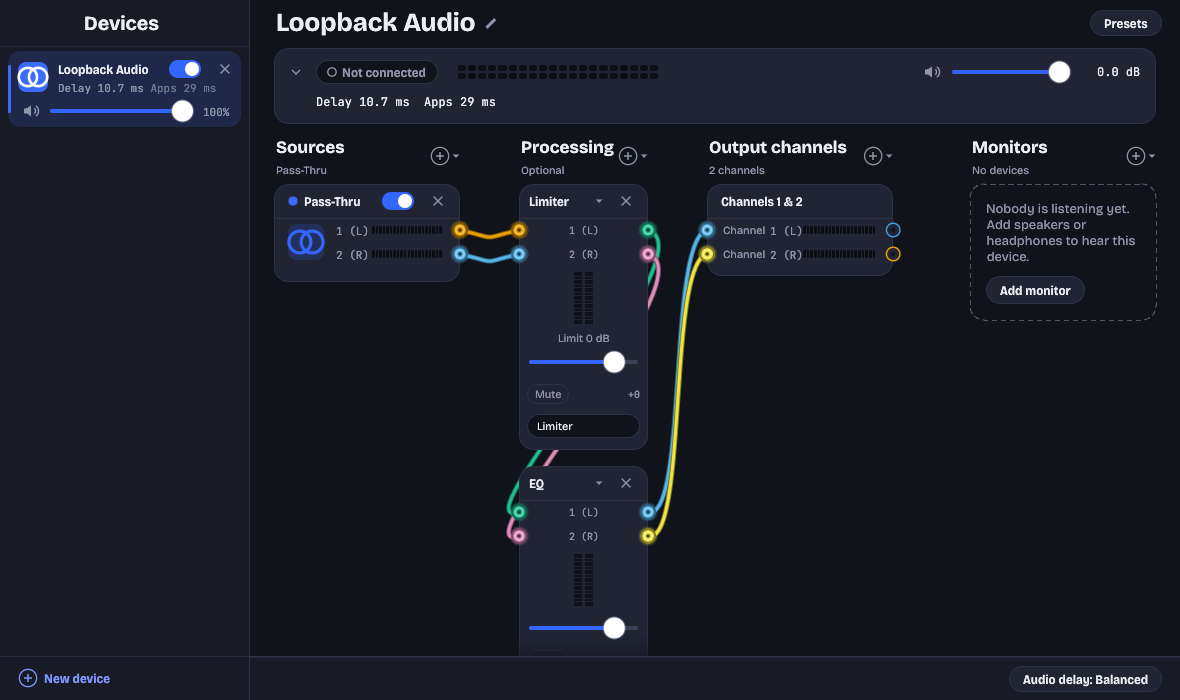 Devices
Loopback Audio
Delay 10.7 ms Apps 29 ms
100%
New device
Loopback Audio
Presets
Not connected
0.0 dB
Delay 10.7 ms Apps 29 ms
Sources
Pass-Thru
Pass-Thru
1 (L)
2 (R)
Processing
Optional
Limiter
1 (L)
2 (R)
Limit 0 dB
Mute
+0
Limiter
EQ
1 (L)
2 (R)
Output channels
2 channels
Channels 1 & 2
Channel 1 (L)
Channel 2 (R)
Monitors
No devices
Nobody is listening yet.
Add speakers or
headphones to hear this
device.
Add monitor
Audio delay: Balanced